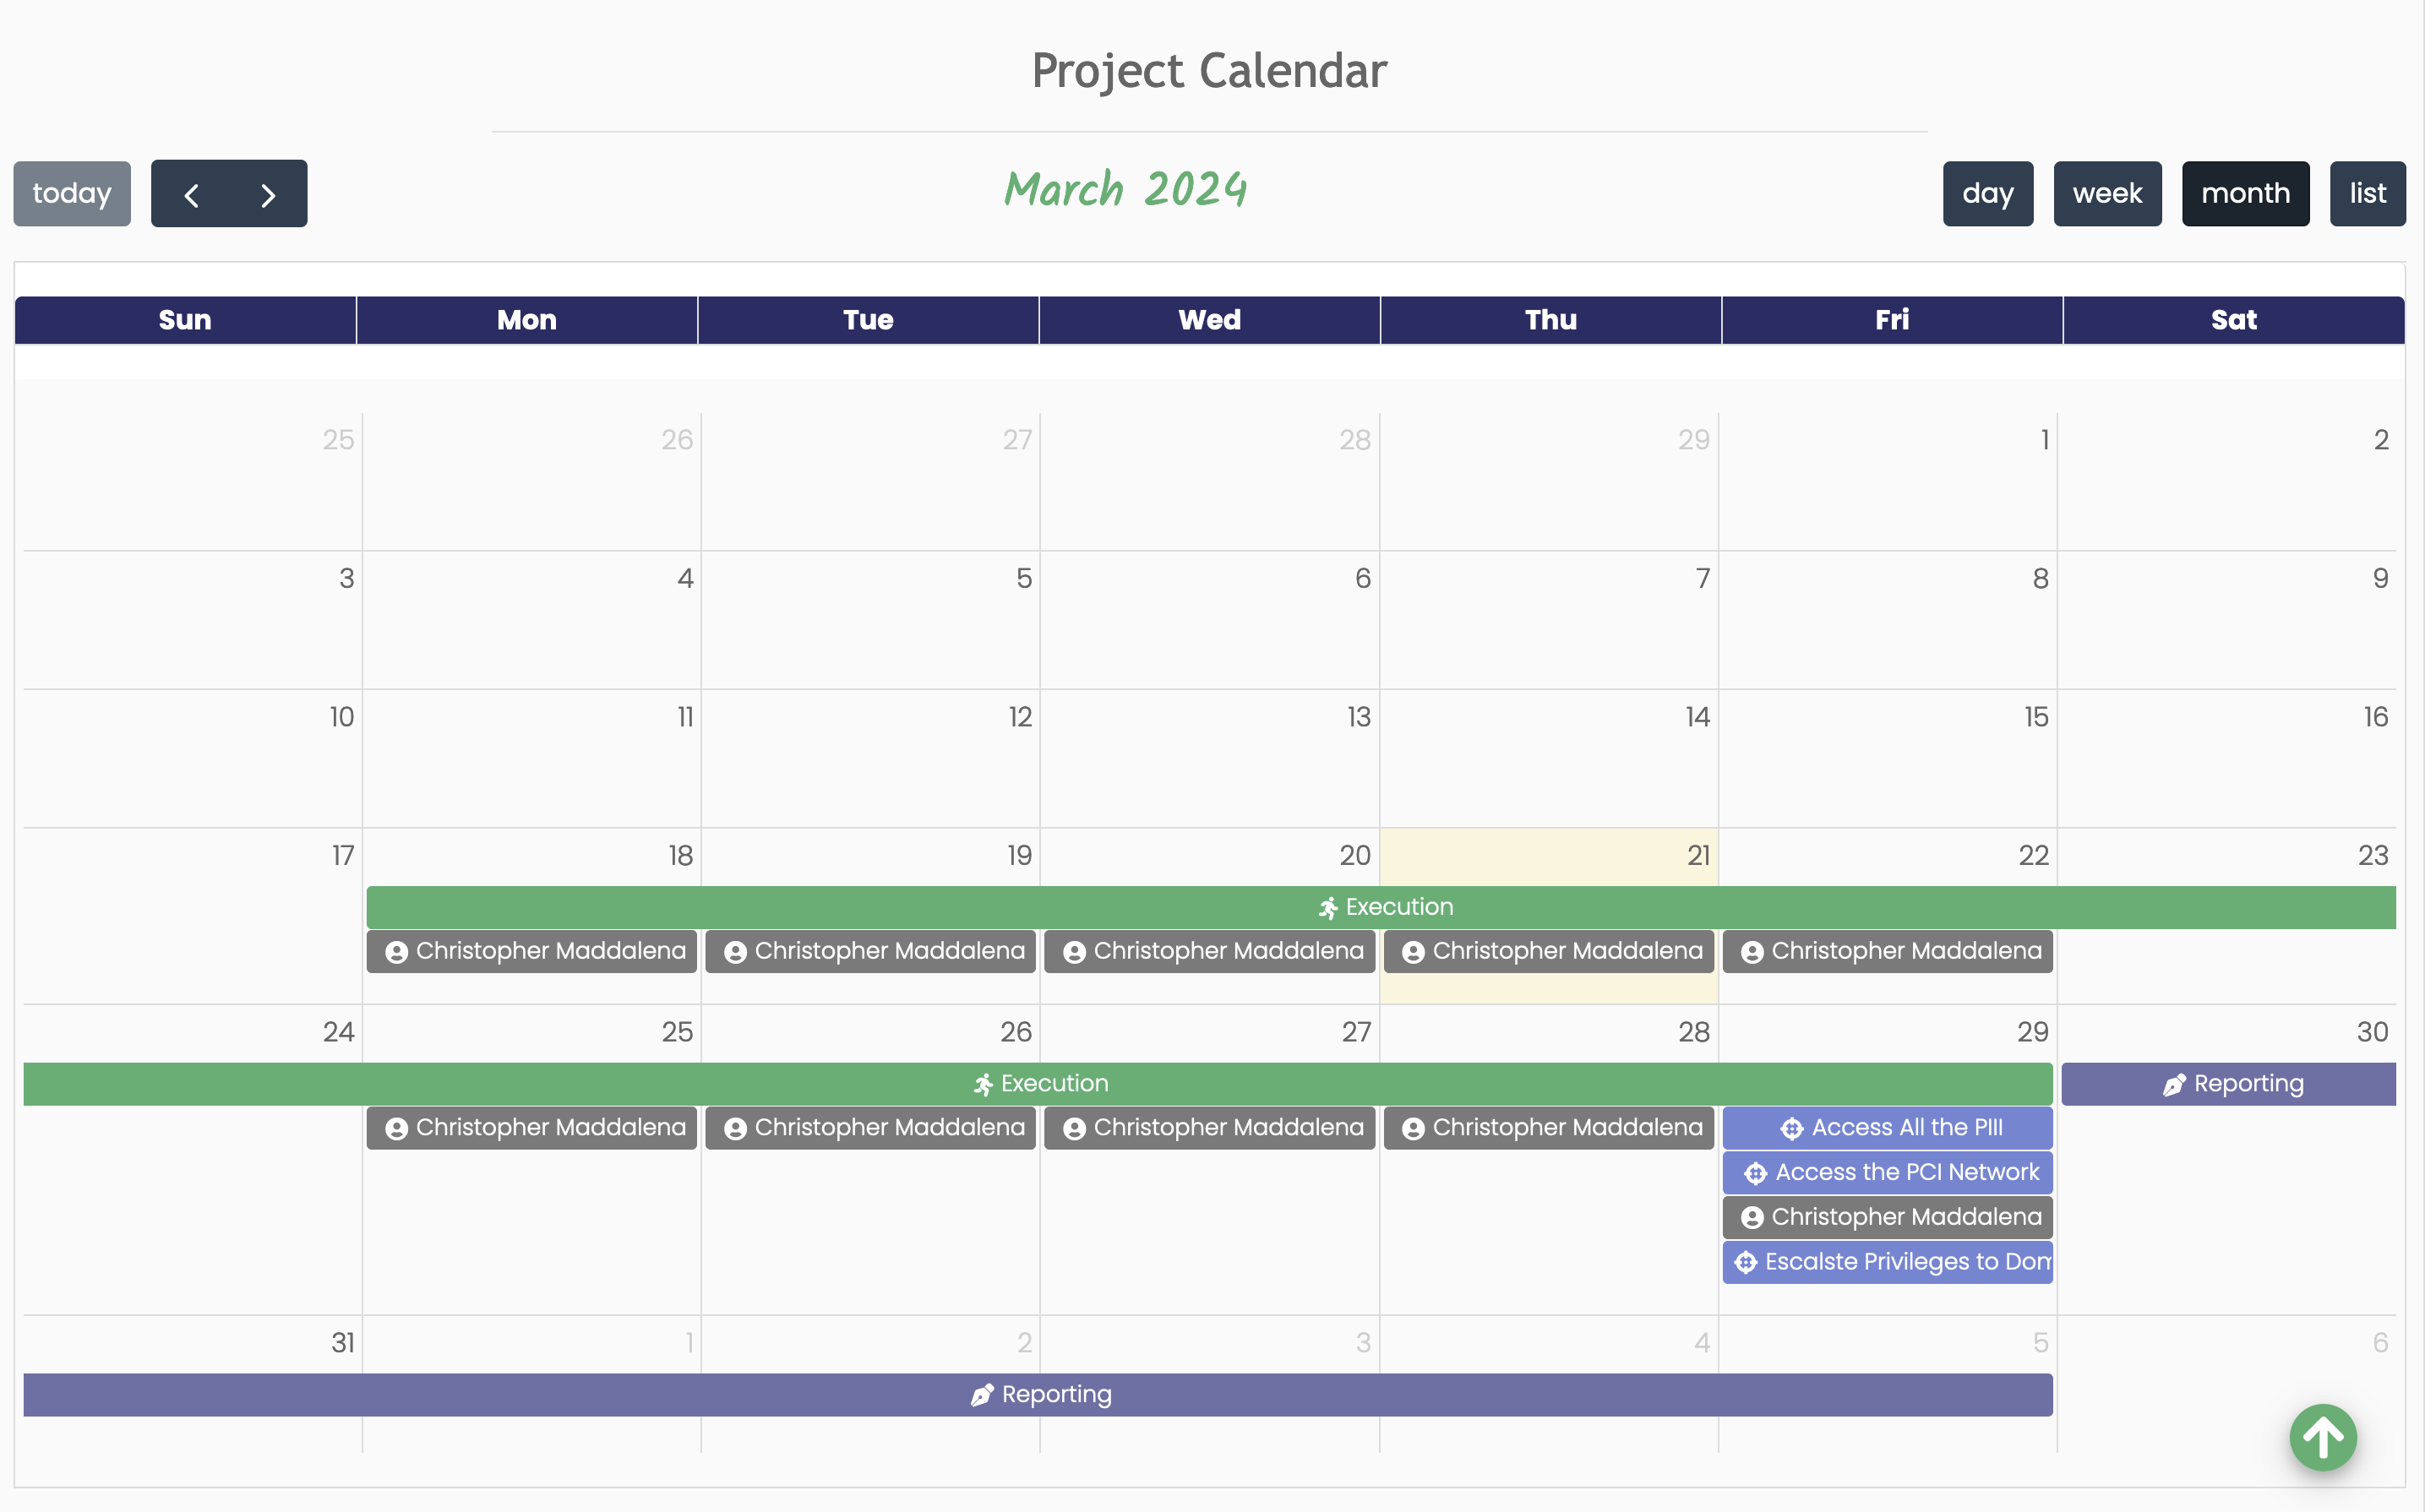 Project Calendar
today
March 2024
day week month list
Sun Mon Tue Wed Thu Fri Sat
25 26 27 28 29 1 2
3 4 5 6 7 8 9
10 11 12 13 14 15 16
17 18 19 20 21 22 23
Execution
Christopher Maddalena Christopher Maddalena Christopher Maddalena Christopher Maddalena Christopher Maddalena
24 25 26 27 28 29 30
Execution Reporting
Christopher Maddalena Christopher Maddalena Christopher Maddalena Christopher Maddalena Access All the PIII
Access the PCI Network
Christopher Maddalena
Escalste Privileges to Dom
31 1 2 3 4 5 6
Reporting